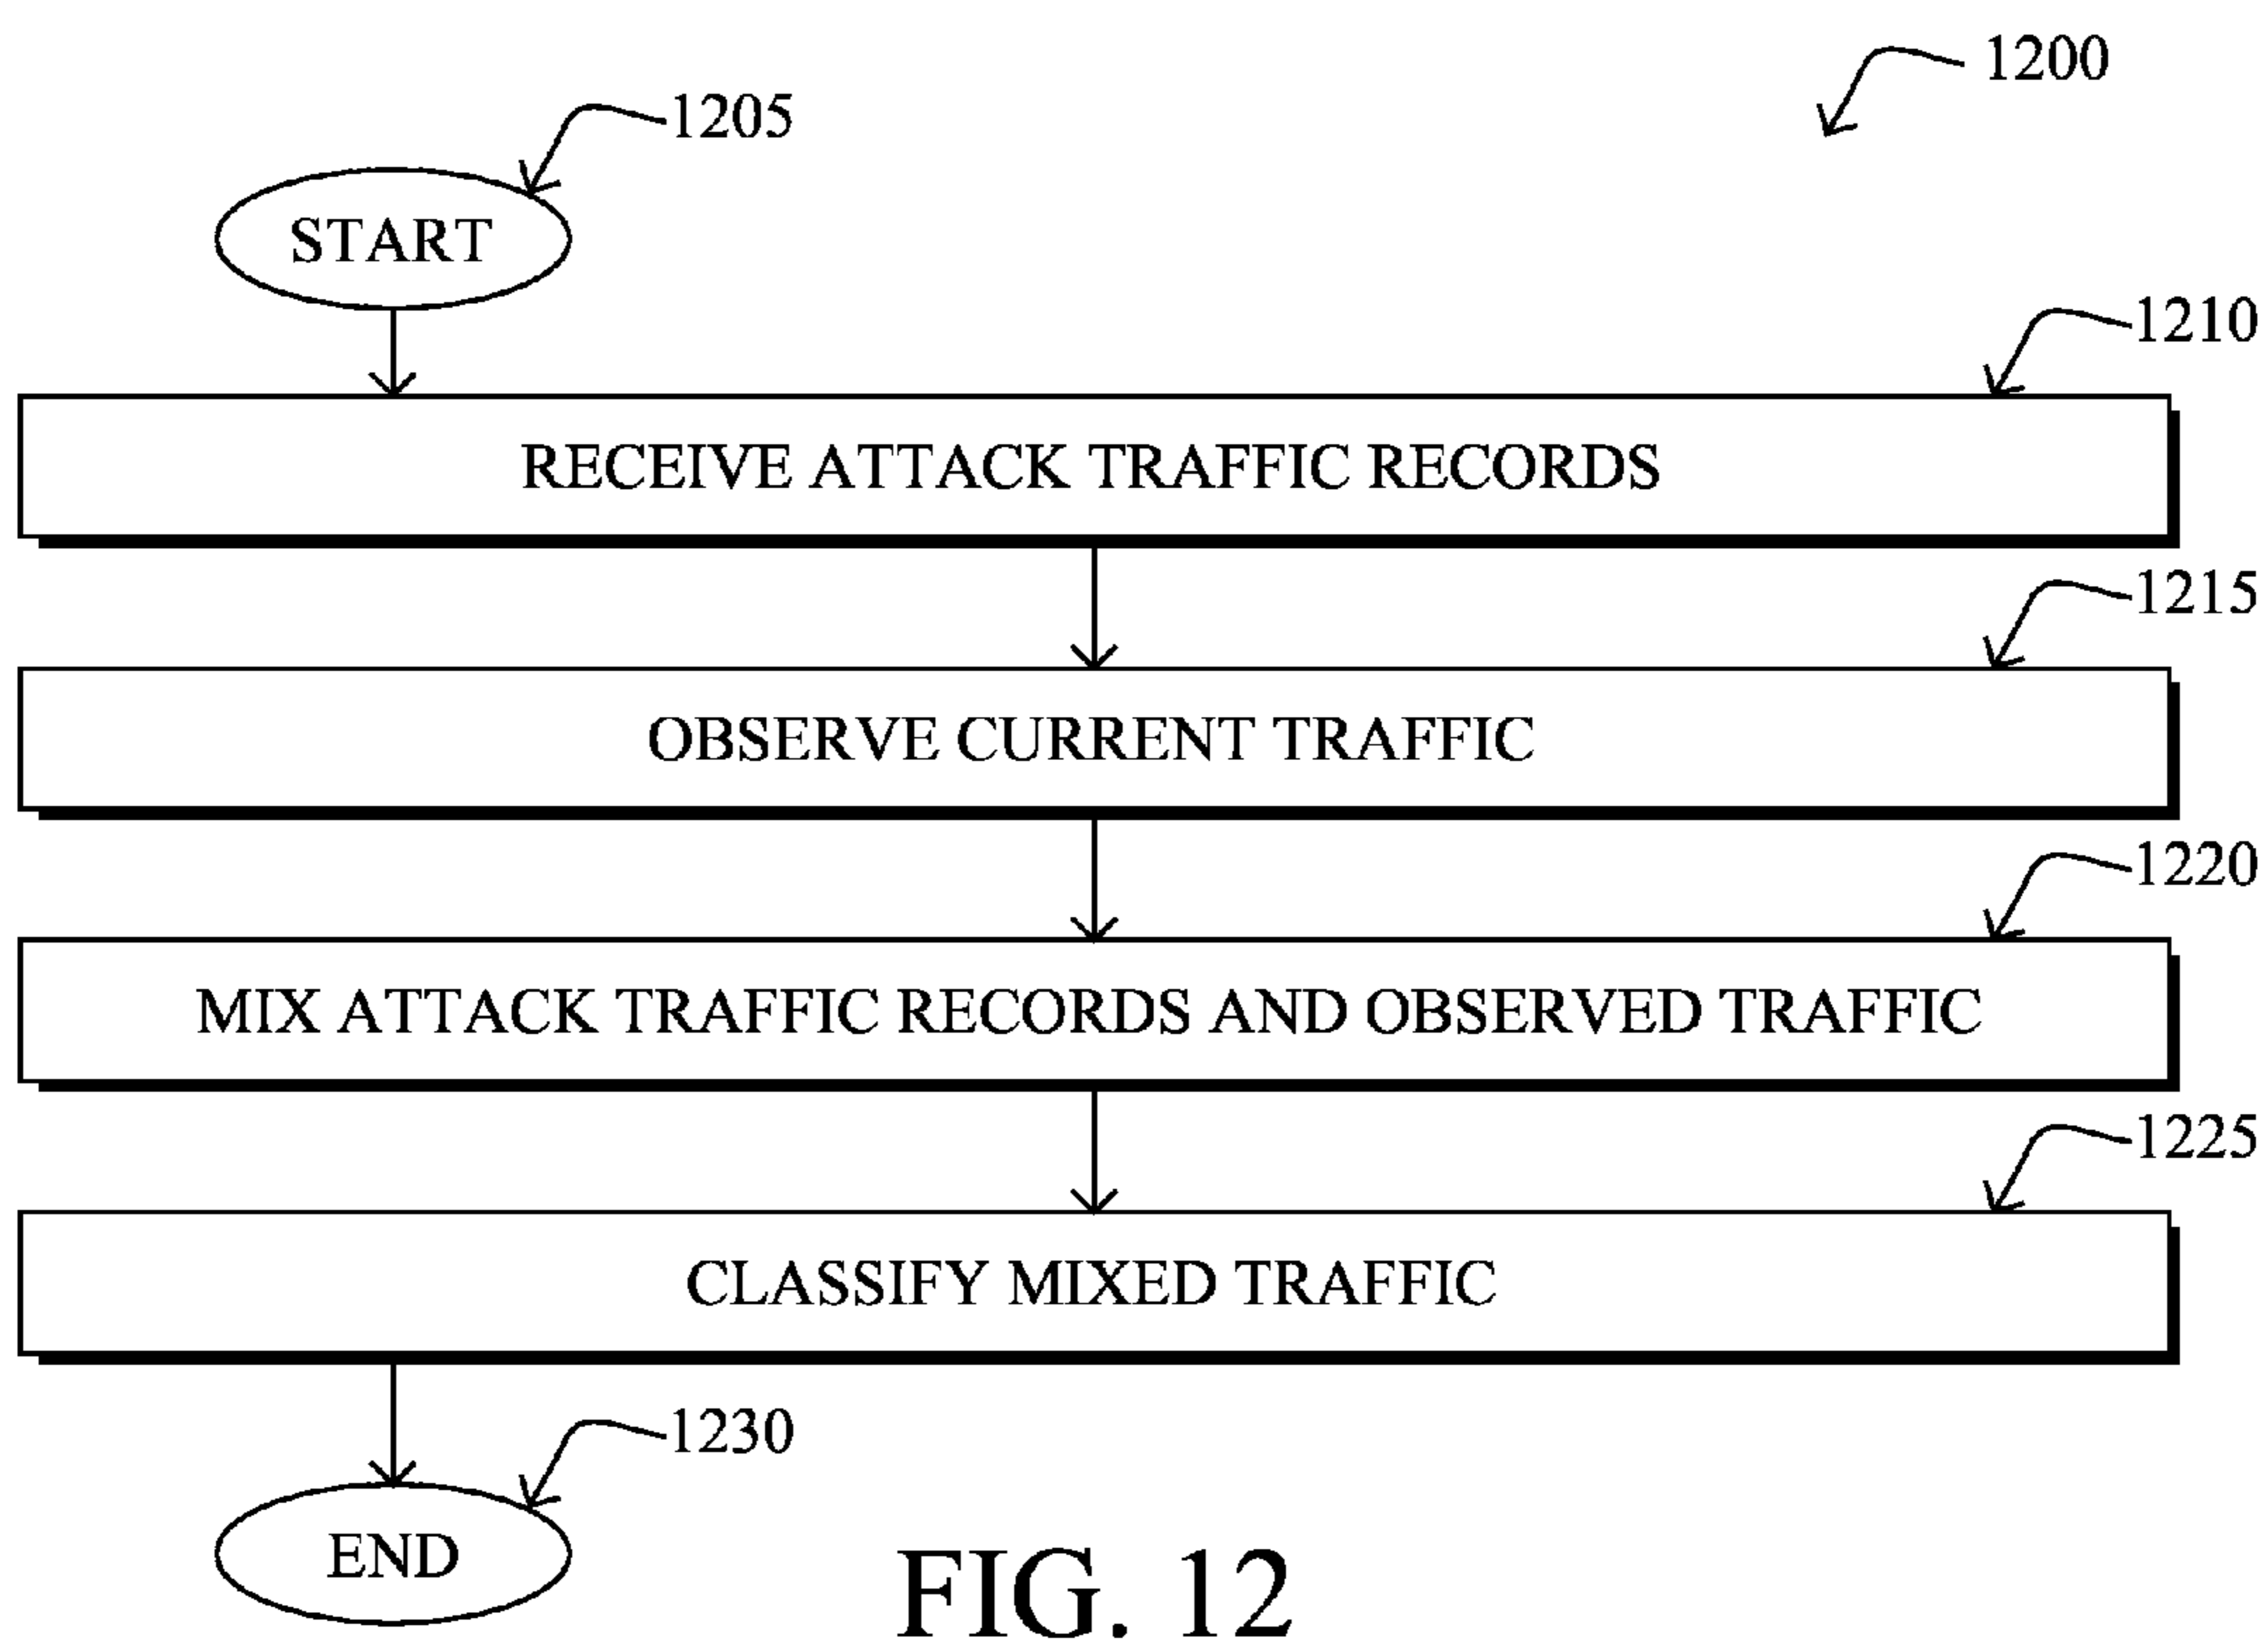 1200
1205
START
1210
RECEIVE ATTACK TRAFFIC RECORDS
1215
OBSERVE CURRENT TRAFFIC
1220
MIX ATTACK TRAFFIC RECORDS AND OBSERVED TRAFFIC
1225
CLASSIFY MIXED TRAFFIC
1230
END
FIG. 12